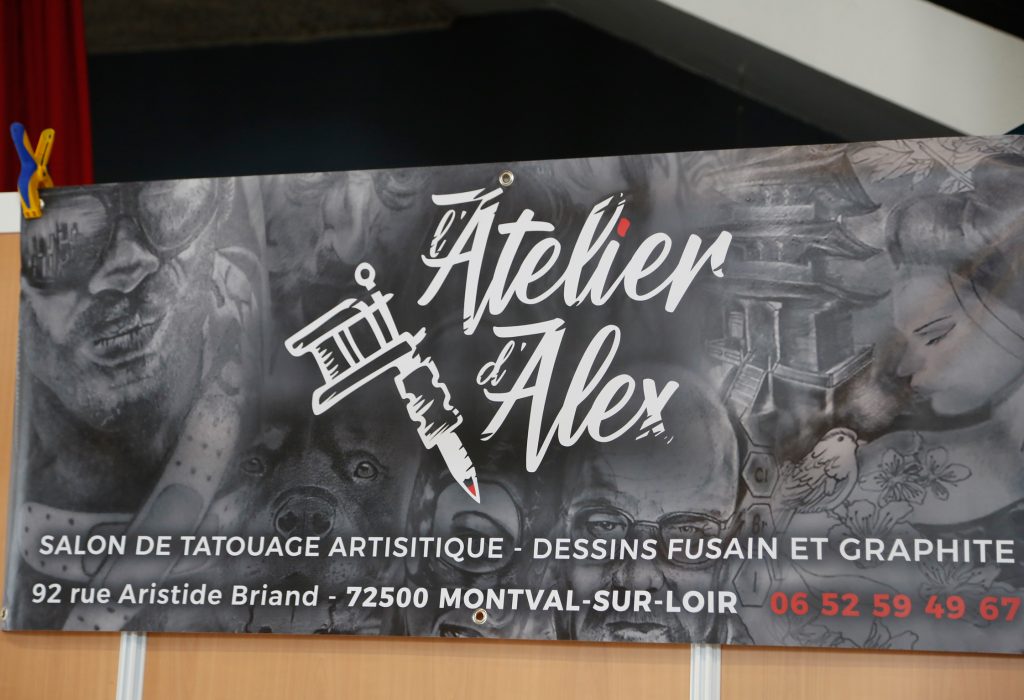 l'Atelier
d'Alex
SALON DE TATOUAGE ARTISITIQUE - DESSINS FUSAIN ET GRAPHITE
92 rue Aristide Briand - 72500 MONTVAL-SUR-LOIR 06 52 59 49 67